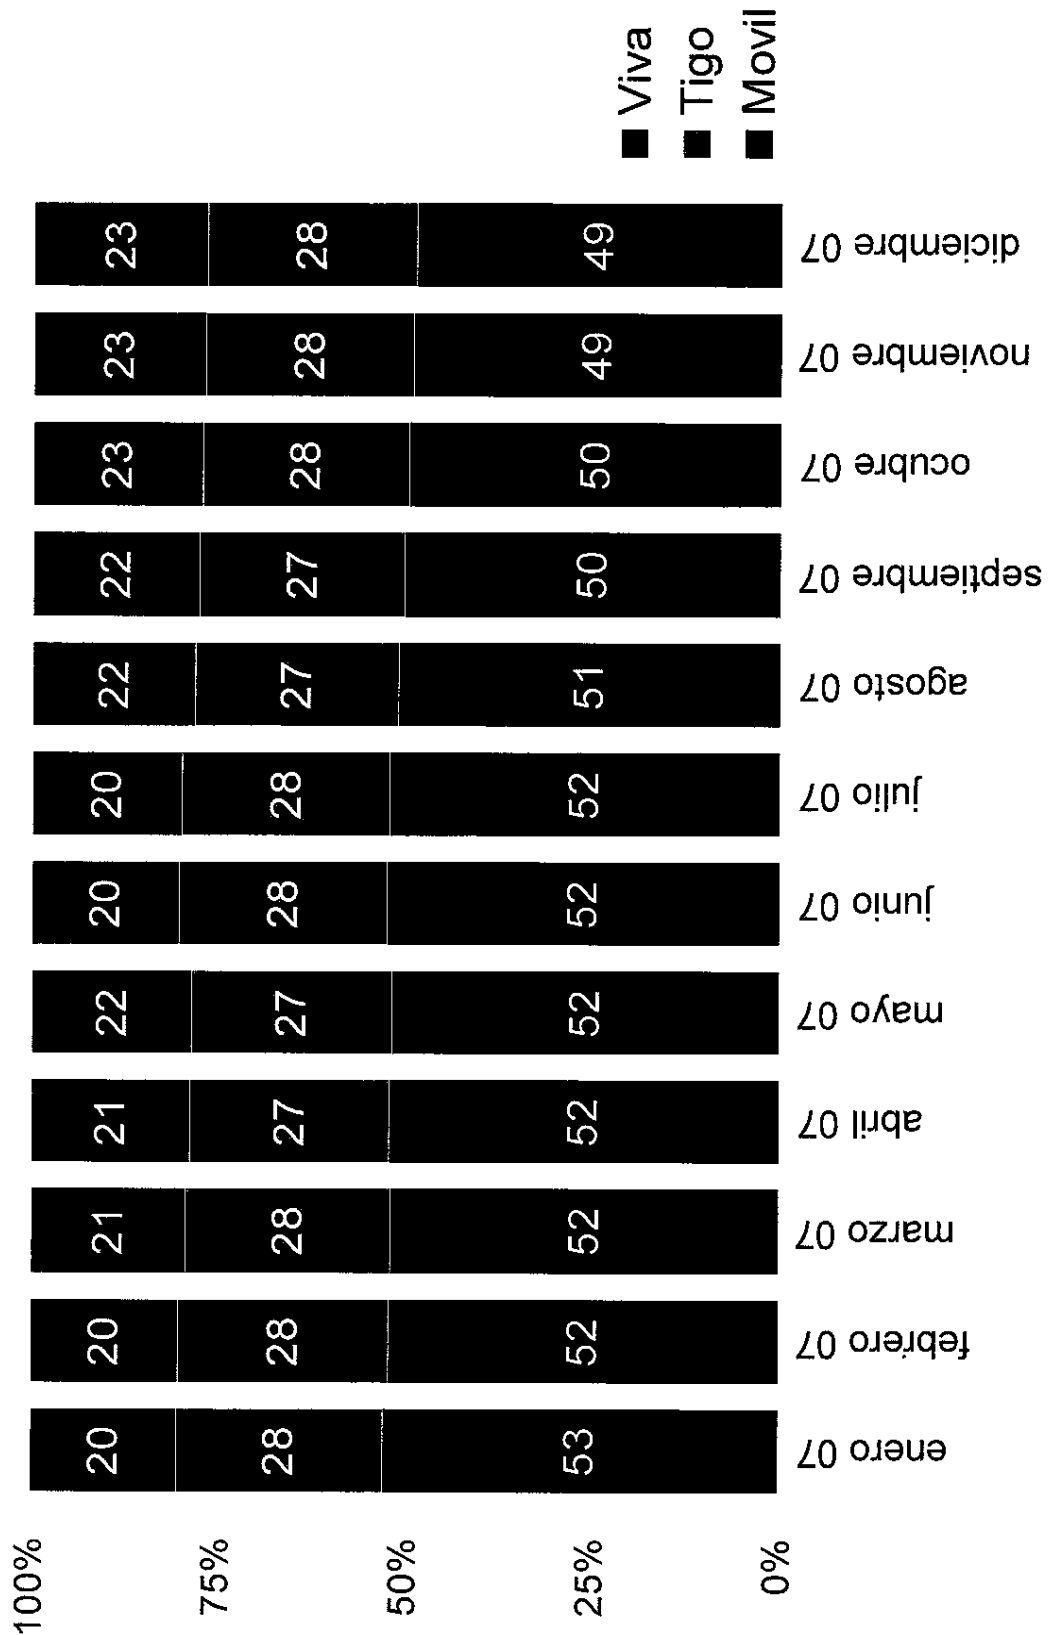 100%
75%
50%
25%
0%
20 20 21 21 22 20 20 22 22 23 23 23
28 28 28 27 27 28 28 27 27 28 28 28
53 52 52 52 52 52 52 51 50 50 49 49
enero 07
febrero 07
marzo 07
abril 07
mayo 07
junio 07
julio 07
agosto 07
septiembre 07
ocubre 07
noviembre 07
diciembre 07
Viva
Tigo
Movil